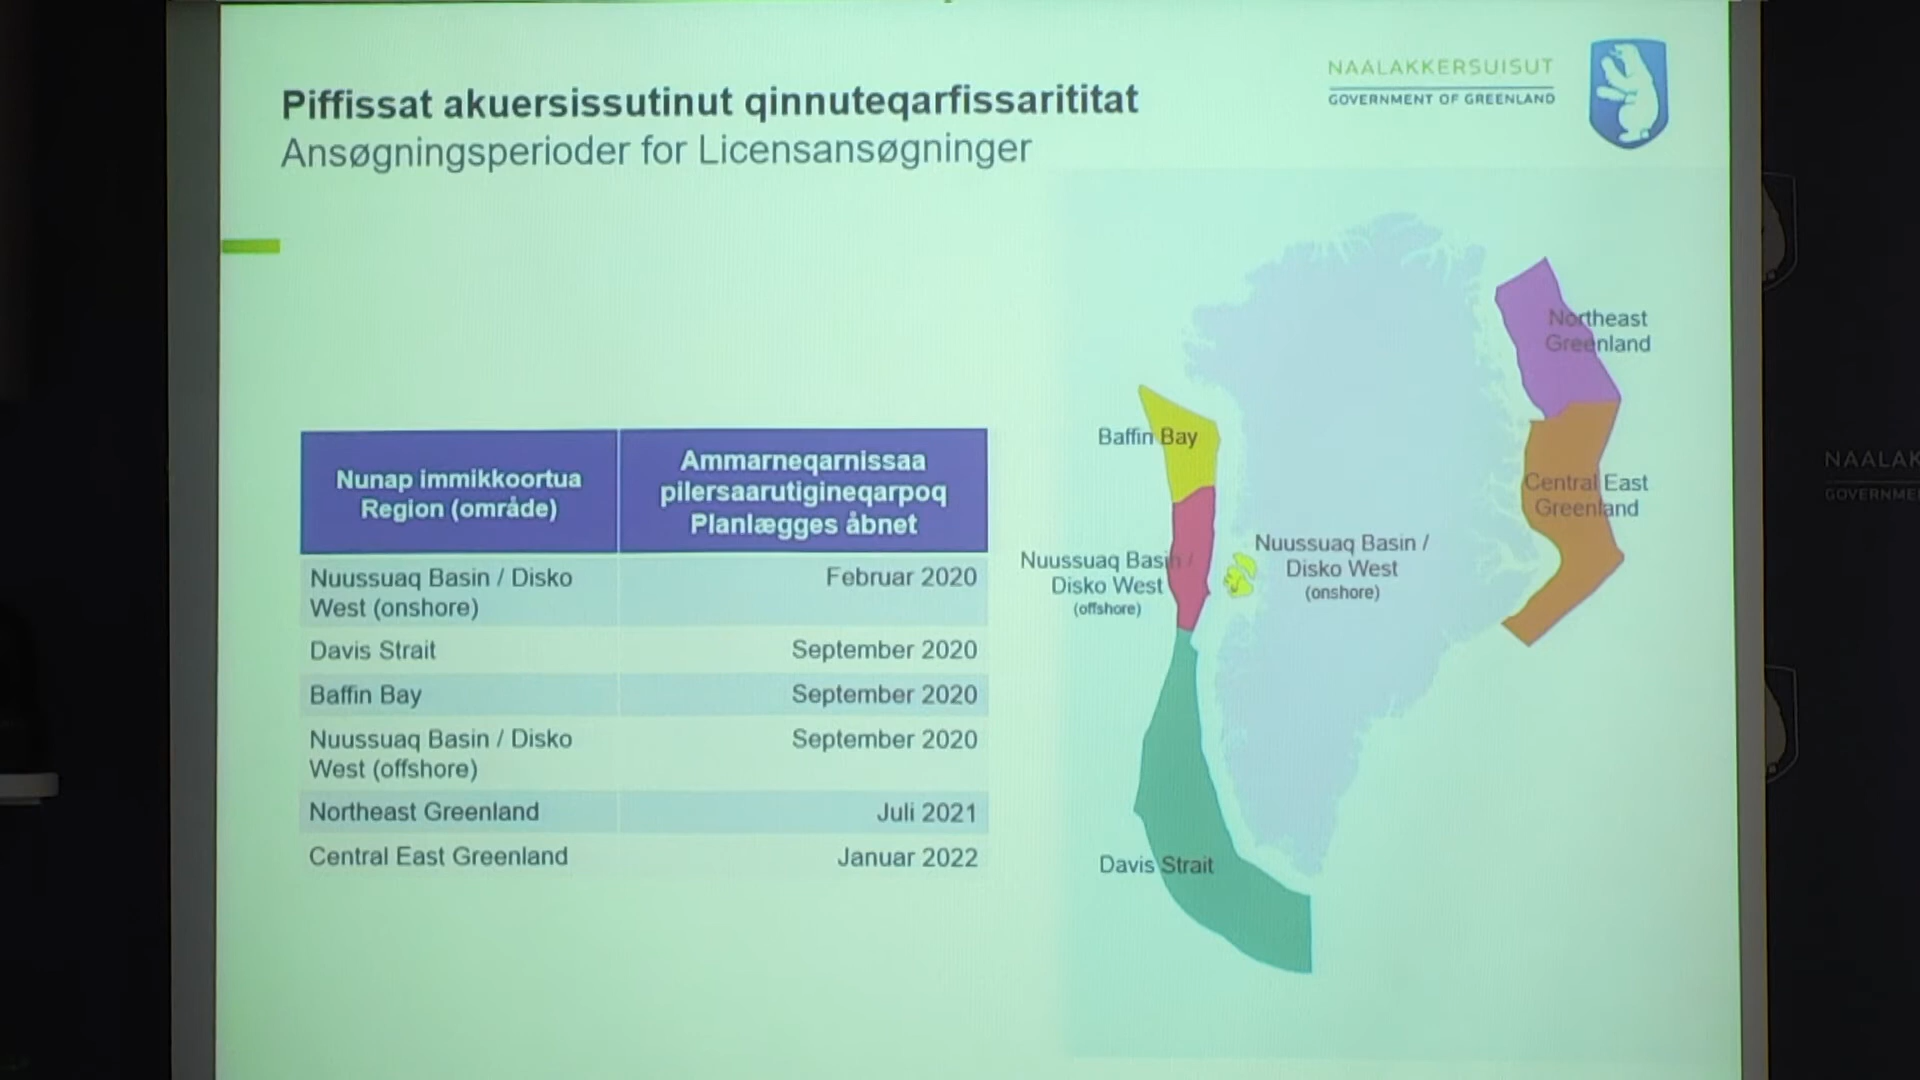 Piffissat akuersissutinut qinnuteqarfissarititat
Ansøgningsperioder for Licensansøgninger
NAALAKKERSUISUT
GOVERNMENT OF GREENLAND
Nunap immikkoortua
Region (område)
Ammarneqarnissaa
pilersaarutigineqarpoq
Planlægges åbnet
Nuussuaq Basin / Disko
West (onshore)
Februar 2020
Davis Strait
September 2020
Baffin Bay
September 2020
Nuussuaq Basin / Disko
West (offshore)
September 2020
Northeast Greenland
Juli 2021
Central East Greenland
Januar 2022
Northeast
Greenland
Baffin Bay
Central East
Greenland
Nuussuaq Basin /
Disko West
(offshore)
Nuussuaq Basin /
Disko West
(onshore)
Davis Strait